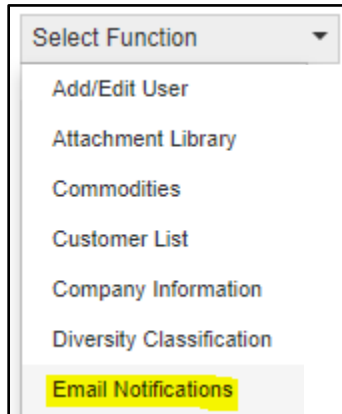 Select Function
Add/Edit User
Attachment Library
Commodities
Customer List
Company Information
Diversity Classification
Email Notifications